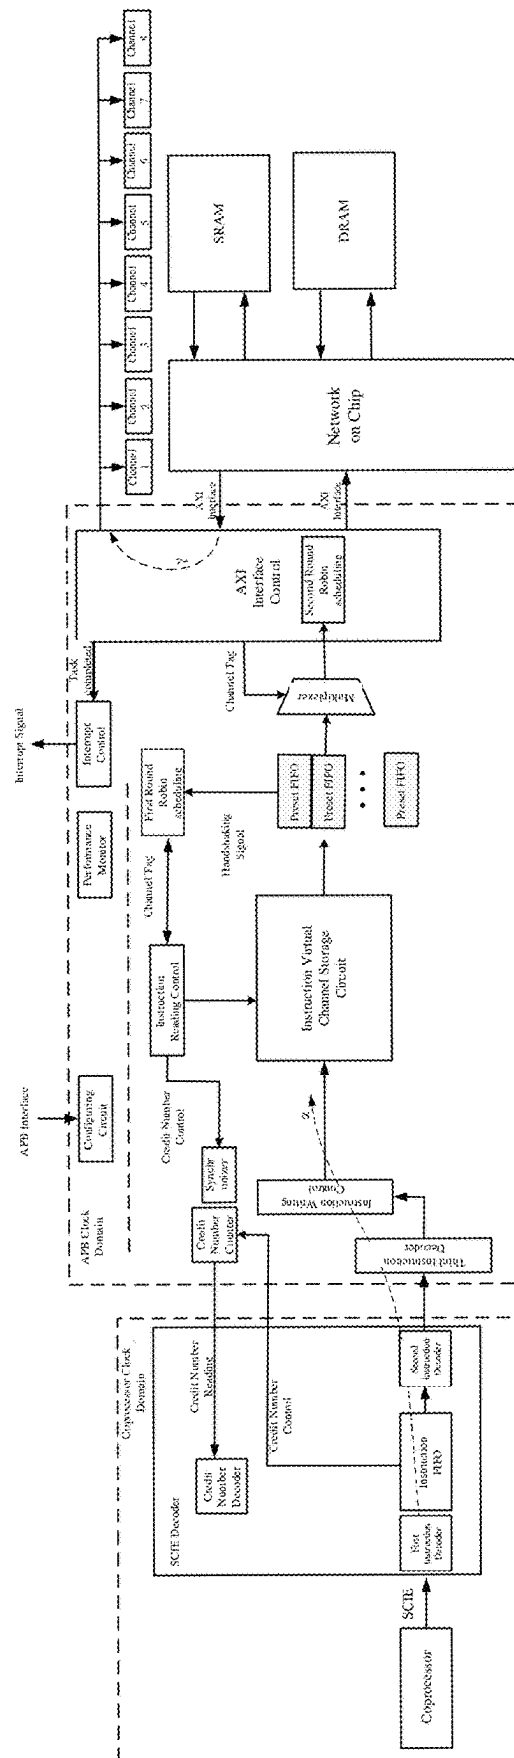 Coprocessor
SCIE
Coprocessor Clock
Domain
SCIE Decoder
First
Instruction
Decoder
Instruction
FIFO
Second
Instruction
Decoder
Credit
Number
Decoder
Credit Number
Reading
Credit Number
Control
APB Interface
APB Clock
Domain
Configuring
Circuit
Third Instruction
Decoder
Instruction Writing
Control
Credit
Number
Counter
Synchr
onizer
Credit Number
Control
Instruction
Reading Control
Instruction Virtual
Channel Storage
Circuit
Channel Tag
Performance
Monitor
First Round
Robin
scheduling
Handshaking
Signal
Preset FIFO
Preset FIFO
Preset FIFO
Interrupt Signal
Interrupt
Control
Task
completed
Channel Tag
Multiplexer
AXI
Interface
Control
Second Round
Robin
scheduling
AXI
Interface
AXI
Interface
Network
on Chip
SRAM
DRAM
Channel
1
Channel
2
Channel
3
Channel
4
Channel
5
Channel
6
Channel
7
Channel
8